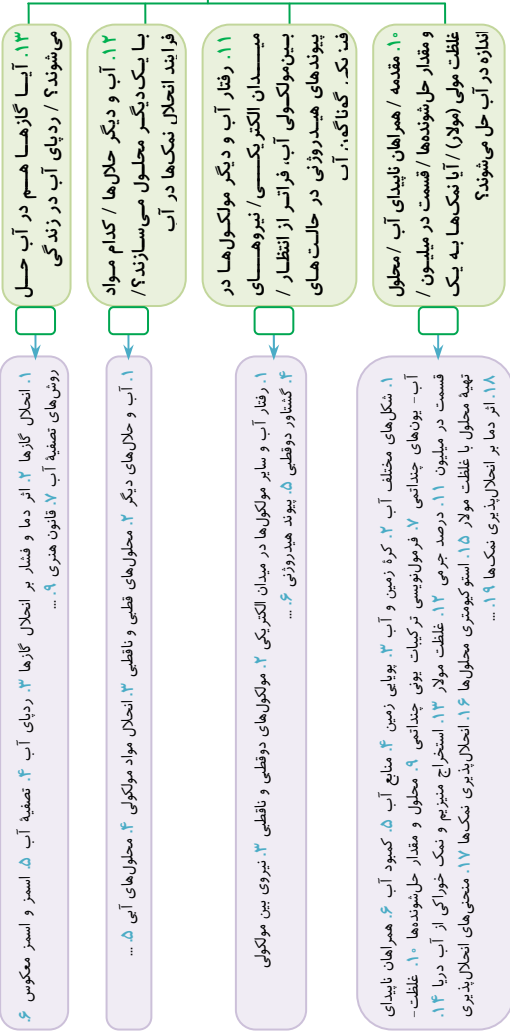 ۱۰. مقدمه / همراهان ناپیدای آب / محلول
و مقدار حل‌شونده‌ها / قسمت در میلیون /
غلظت مولی (مولار) / آیا نمک‌ها به یک
اندازه در آب حل می‌شوند؟
۱. شکل‌های مختلف آب ۲. کرهٔ زمین و آب ۳. پویایی زمین ۴. منابع آب ۵. کمبود آب ۶. همراهان ناپیدای
آب - یون‌های چنداتمی ۷. فرمول‌نویسی ترکیبات یونی چنداتمی ۹. محلول و مقدار حل‌شونده‌ها ۱۰. غلظت-
قسمت در میلیون ۱۱. درصد جرمی ۱۲. غلظت مولار ۱۳. استخراج منیزیم و نمک خوراکی از آب دریا ۱۴.
تهیهٔ محلول با غلظت مولار ۱۵. استوکیومتری محلول‌ها ۱۶. انحلال‌پذیری نمک‌ها ۱۷. منحنی‌های انحلال‌پذیری
۱۸. اثر دما بر انحلال‌پذیری نمک‌ها ۱۹. ...
۱۱. رفتار آب و دیگر مولکول‌ها در
میدان الکتریکی / نیروهای
بین‌مولکولی آب، فراتر از انتظار /
پیوندهای هیدروژنی در حالت‌های
فیزیکی گوناگون آب
۱. رفتار آب و سایر مولکول‌ها در میدان الکتریکی ۲. مولکول‌های دوقطبی و ناقطبی ۳. نیروی بین مولکولی
۴. گشتاور دوقطبی ۵. پیوند هیدروژنی ۶. ...
۱۲. آب و دیگر حلال‌ها / کدام مواد
با یکدیگر محلول می‌سازند؟/
فرایند انحلال نمک‌ها در آب
۱. آب و حلال‌های دیگر ۲. محلول‌های قطبی و ناقطبی ۳. انحلال مواد مولکولی ۴. محلول‌های آبی ۵. ...
۱۳. آیا گازها هم در آب حل
می‌شوند؟ / ردپای آب در زندگی
۱. انحلال گازها ۲. اثر دما و فشار بر انحلال گازها ۳. ردپای آب ۴. تصفیهٔ آب ۵. اسمز و اسمز معکوس ۶.
روش‌های تصفیهٔ آب ۷. قانون هنری ۹. ...